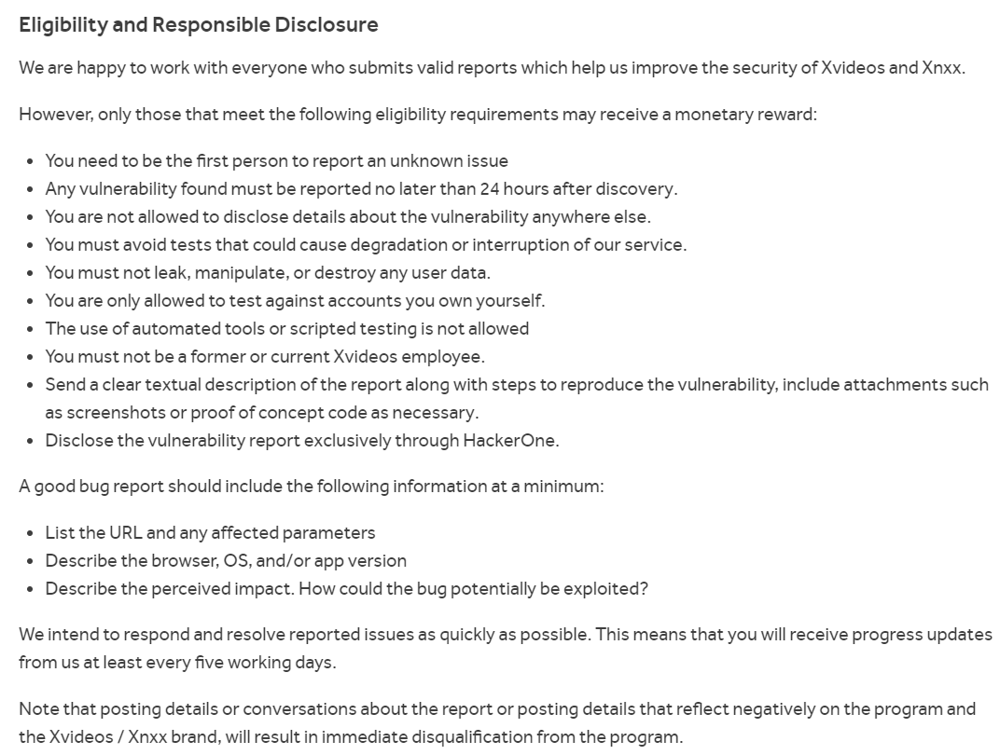 Eligibility and Responsible Disclosure
We are happy to work with everyone who submits valid reports which help us improve the security of Xvideos and Xnxx.
However, only those that meet the following eligibility requirements may receive a monetary reward:
• You need to be the first person to report an unknown issue
• Any vulnerability found must be reported no later than 24 hours after discovery.
• You are not allowed to disclose details about the vulnerability anywhere else.
• You must avoid tests that could cause degradation or interruption of our service.
• You must not leak, manipulate, or destroy any user data.
• You are only allowed to test against accounts you own yourself.
• The use of automated tools or scripted testing is not allowed
• You must not be a former or current Xvideos employee.
• Send a clear textual description of the report along with steps to reproduce the vulnerability, include attachments such
as screenshots or proof of concept code as necessary.
• Disclose the vulnerability report exclusively through HackerOne.
A good bug report should include the following information at a minimum:
• List the URL and any affected parameters
• Describe the browser, OS, and/or app version
• Describe the perceived impact. How could the bug potentially be exploited?
We intend to respond and resolve reported issues as quickly as possible. This means that you will receive progress updates
from us at least every five working days.
Note that posting details or conversations about the report or posting details that reflect negatively on the program and
the Xvideos / Xnxx brand, will result in immediate disqualification from the program.